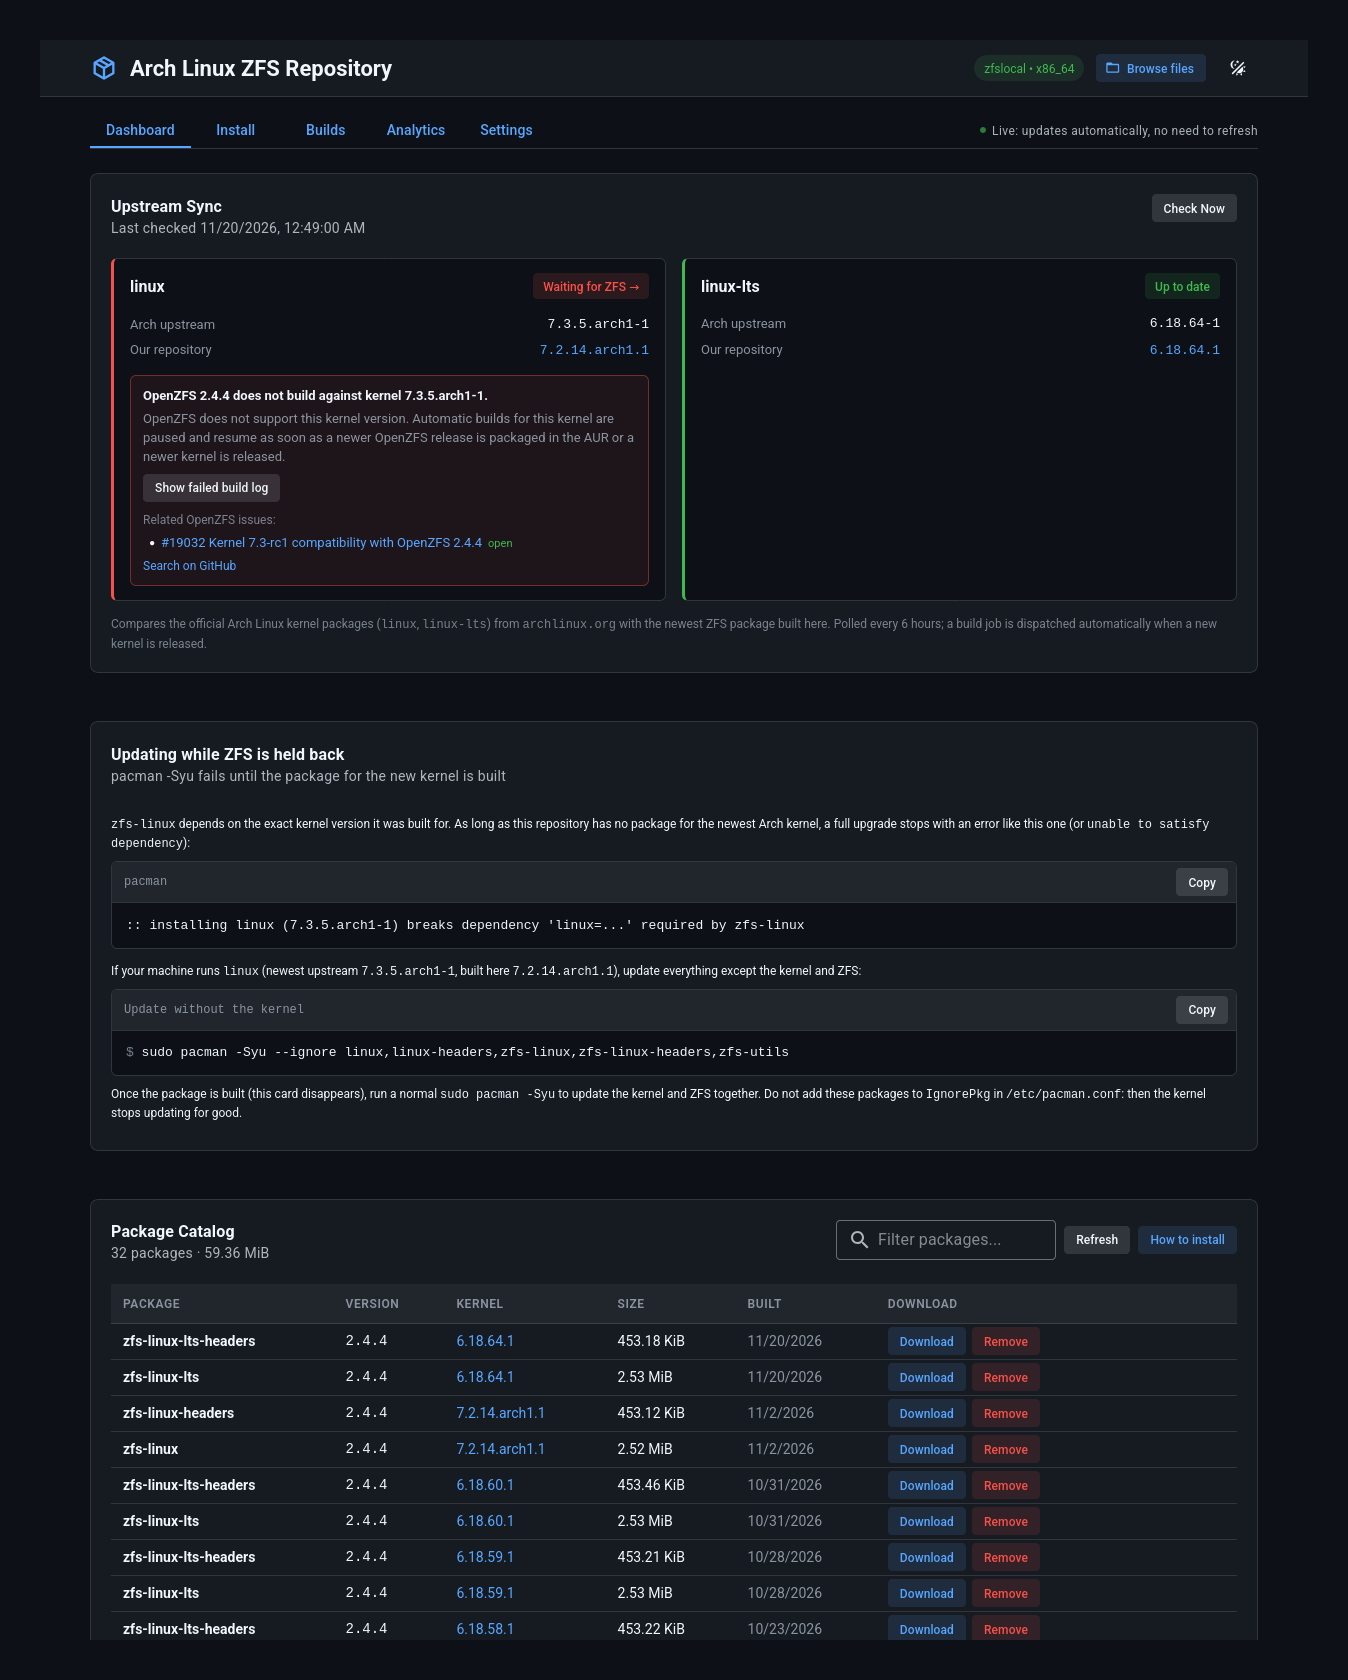 Arch Linux ZFS Repository
zfslocal • x86_64
Browse files
Dashboard Install Builds Analytics Settings
Live: updates automatically, no need to refresh
Upstream Sync
Last checked 11/20/2026, 12:49:00 AM
Check Now
linux
Waiting for ZFS →
Arch upstream 7.3.5.arch1-1
Our repository 7.2.14.arch1.1
OpenZFS 2.4.4 does not build against kernel 7.3.5.arch1-1.
OpenZFS does not support this kernel version. Automatic builds for this kernel are
paused and resume as soon as a newer OpenZFS release is packaged in the AUR or a
newer kernel is released.
Show failed build log
Related OpenZFS issues:
• #19032 Kernel 7.3-rc1 compatibility with OpenZFS 2.4.4 open
Search on GitHub
linux-lts
Up to date
Arch upstream 6.18.64-1
Our repository 6.18.64.1
Compares the official Arch Linux kernel packages (linux, linux-lts) from archlinux.org with the newest ZFS package built here. Polled every 6 hours; a build job is dispatched automatically when a new
kernel is released.
Updating while ZFS is held back
pacman -Syu fails until the package for the new kernel is built
zfs-linux depends on the exact kernel version it was built for. As long as this repository has no package for the newest Arch kernel, a full upgrade stops with an error like this one (or unable to satisfy
dependency):
pacman
Copy
:: installing linux (7.3.5.arch1-1) breaks dependency 'linux=...' required by zfs-linux
If your machine runs linux (newest upstream 7.3.5.arch1-1, built here 7.2.14.arch1.1), update everything except the kernel and ZFS:
Update without the kernel
Copy
$ sudo pacman -Syu --ignore linux,linux-headers,zfs-linux,zfs-linux-headers,zfs-utils
Once the package is built (this card disappears), run a normal sudo pacman -Syu to update the kernel and ZFS together. Do not add these packages to IgnorePkg in /etc/pacman.conf: then the kernel
stops updating for good.
Package Catalog
32 packages · 59.36 MiB
Filter packages...
Refresh
How to install
PACKAGE VERSION KERNEL SIZE BUILT DOWNLOAD
zfs-linux-lts-headers 2.4.4 6.18.64.1 453.18 KiB 11/20/2026 Download Remove
zfs-linux-lts 2.4.4 6.18.64.1 2.53 MiB 11/20/2026 Download Remove
zfs-linux-headers 2.4.4 7.2.14.arch1.1 453.12 KiB 11/2/2026 Download Remove
zfs-linux 2.4.4 7.2.14.arch1.1 2.52 MiB 11/2/2026 Download Remove
zfs-linux-lts-headers 2.4.4 6.18.60.1 453.46 KiB 10/31/2026 Download Remove
zfs-linux-lts 2.4.4 6.18.60.1 2.53 MiB 10/31/2026 Download Remove
zfs-linux-lts-headers 2.4.4 6.18.59.1 453.21 KiB 10/28/2026 Download Remove
zfs-linux-lts 2.4.4 6.18.59.1 2.53 MiB 10/28/2026 Download Remove
zfs-linux-lts-headers 2.4.4 6.18.58.1 453.22 KiB 10/23/2026 Download Remove